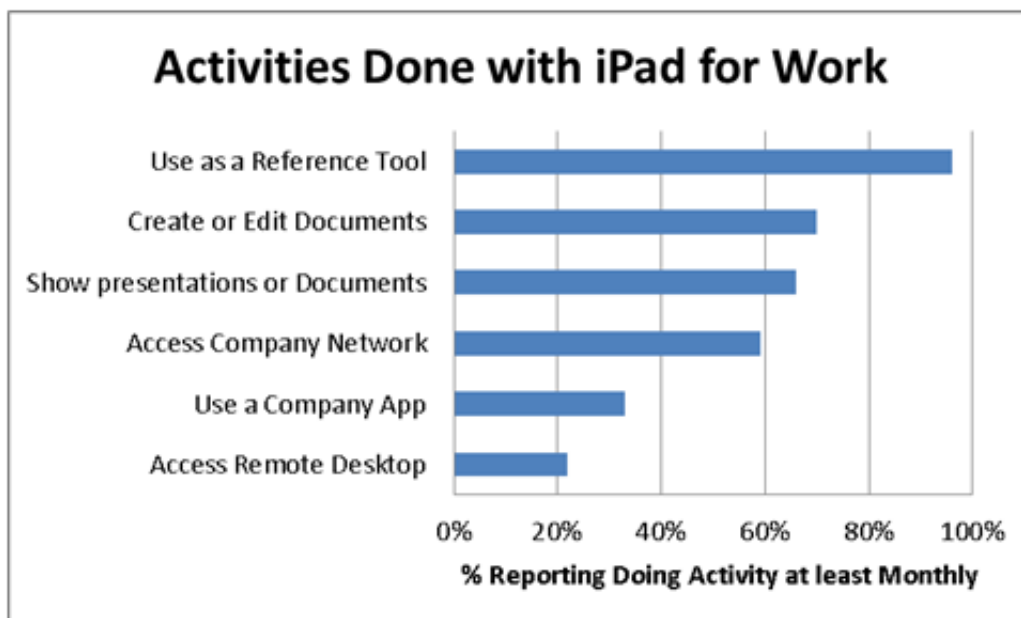 Activities Done with iPad for Work
Use as a Reference Tool
Create or Edit Documents
Show presentations or Documents
Access Company Network
Use a Company App
Access Remote Desktop
0% 20% 40% 60% 80% 100%
% Reporting Doing Activity at least Monthly